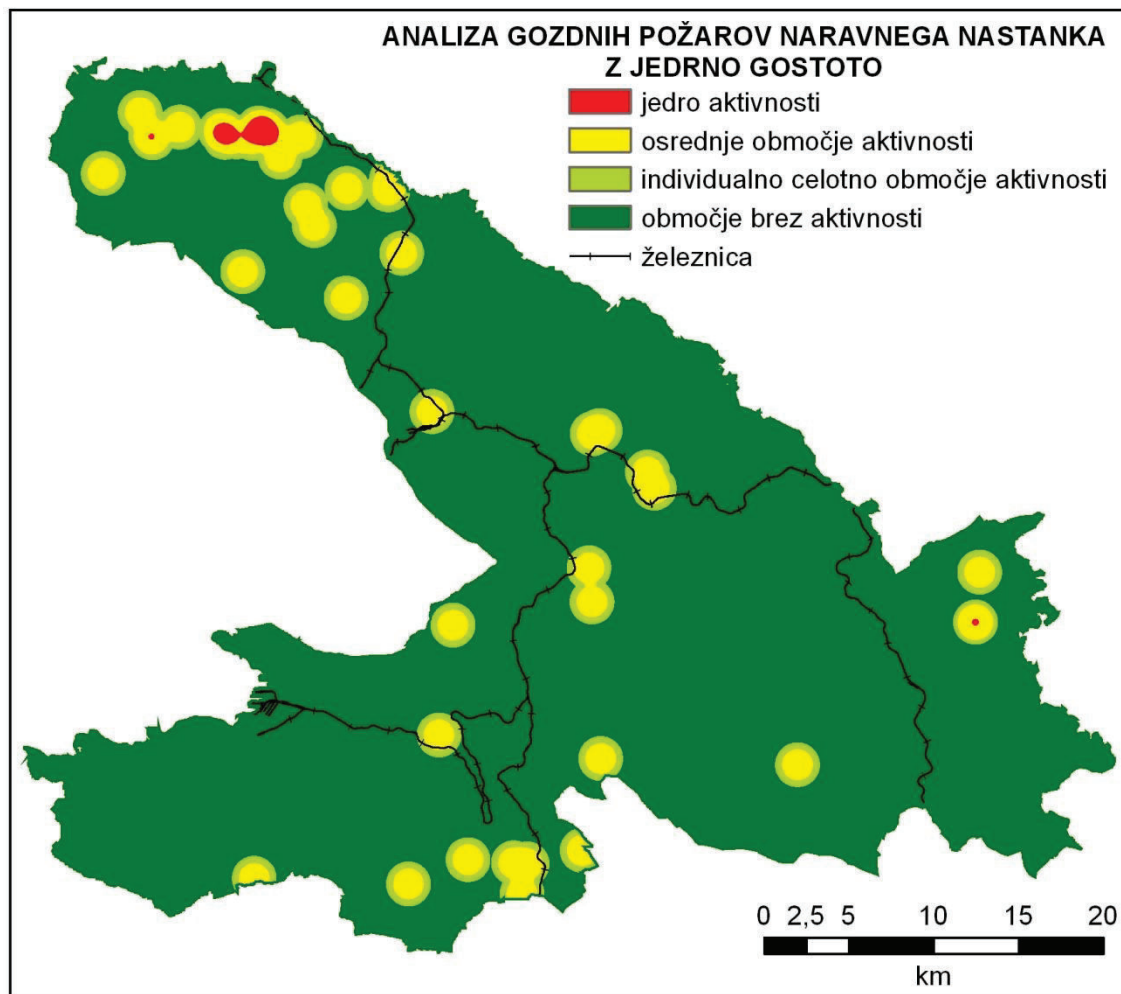 ANALIZA GOZDNIH POŽAROV NARAVNEGA NASTANKA
Z JEDRNO GOSTOTO
jedro aktivnosti
osrednje območje aktivnosti
individualno celotno območje aktivnosti
območje brez aktivnosti
železnica
0 2,5 5 10 15 20
km